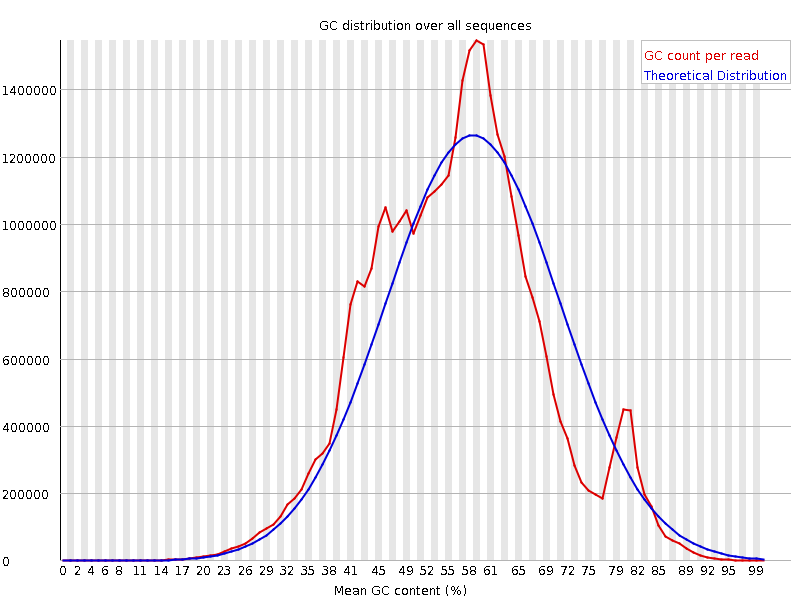 GC distribution over all sequences
GC count per read
Theoretical Distribution
1400000
1200000
1000000
800000
600000
400000
200000
0
0 2 4 6 8 11 14 17 20 23 26 29 32 35 38 41 45 49 52 55 58 61 65 69 72 75 79 82 85 89 92 95 99
Mean GC content (%)